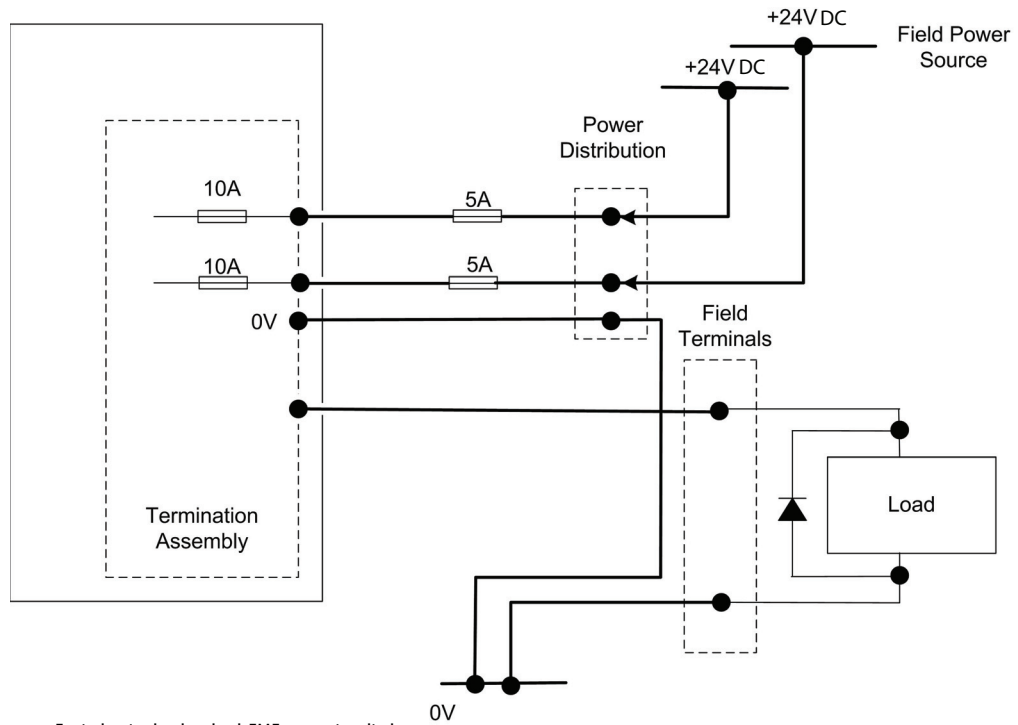 +24V DC
Field Power
Source
+24V DC
Power
Distribution
10A
5A
10A
5A
0V
Field
Terminals
Load
Termination
Assembly
0V